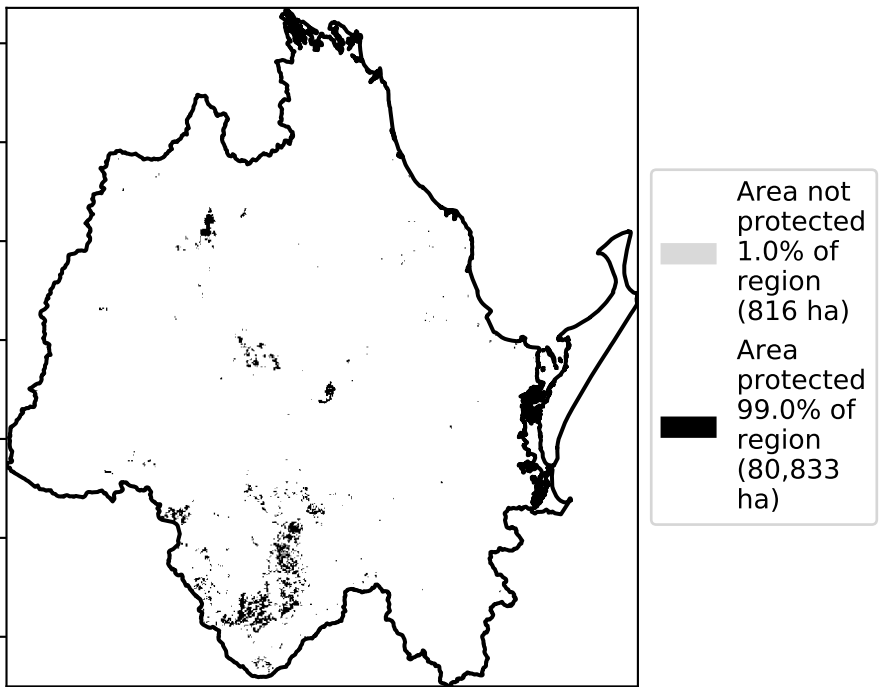 Area not
protected
1.0% of
region
(816 ha)
Area
protected
99.0% of
region
(80,833
ha)